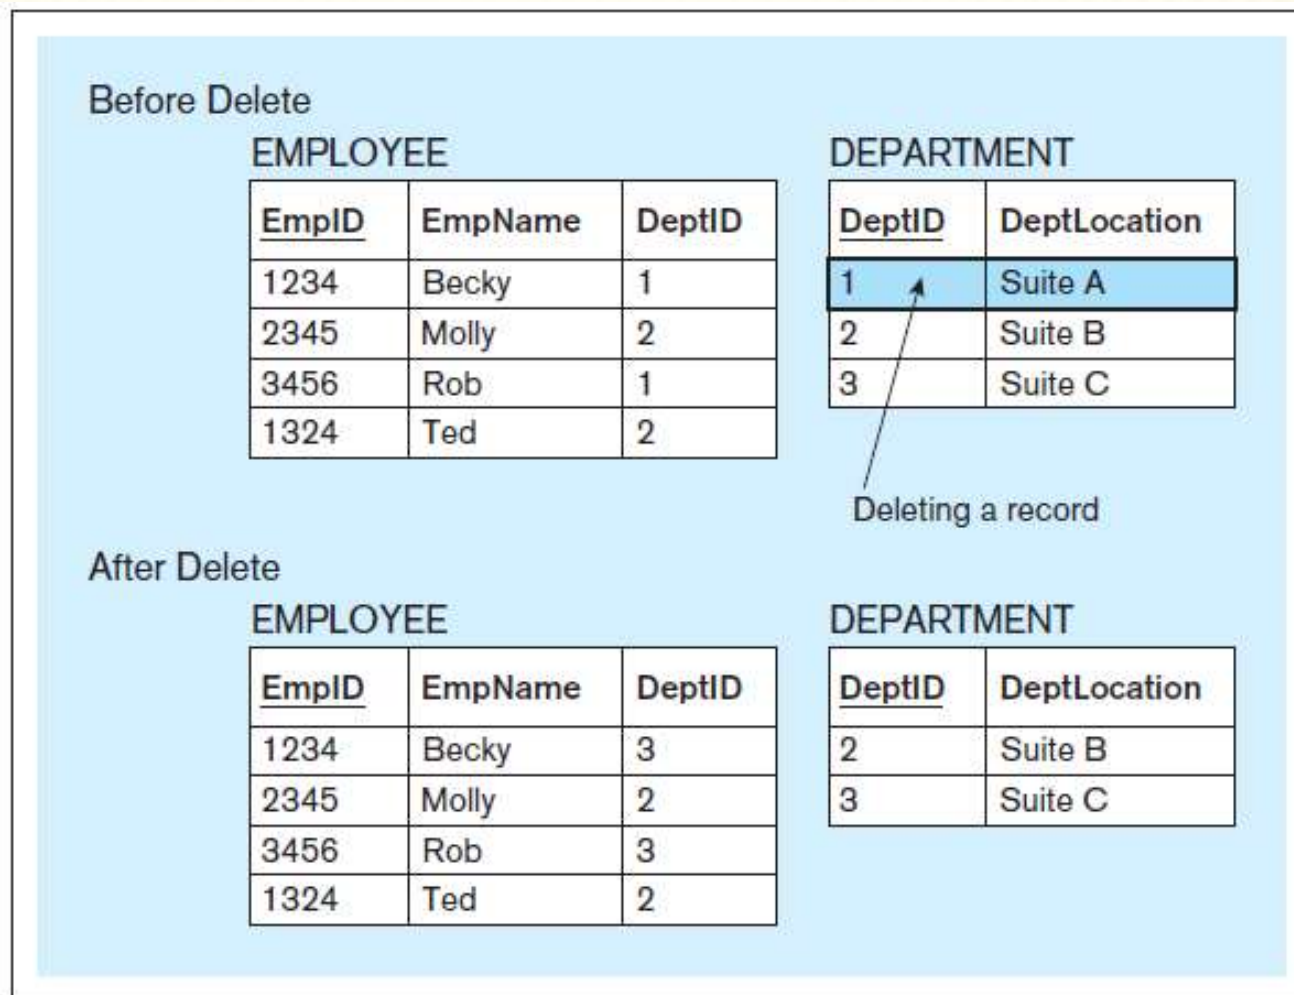 Before Delete
EMPLOYEE
EmpID EmpName DeptID
1234 Becky 1
2345 Molly 2
3456 Rob 1
1324 Ted 2
DEPARTMENT
DeptID DeptLocation
1 Suite A
2 Suite B
3 Suite C
Deleting a record
After Delete
EMPLOYEE
EmpID EmpName DeptID
1234 Becky 3
2345 Molly 2
3456 Rob 3
1324 Ted 2
DEPARTMENT
DeptID DeptLocation
2 Suite B
3 Suite C